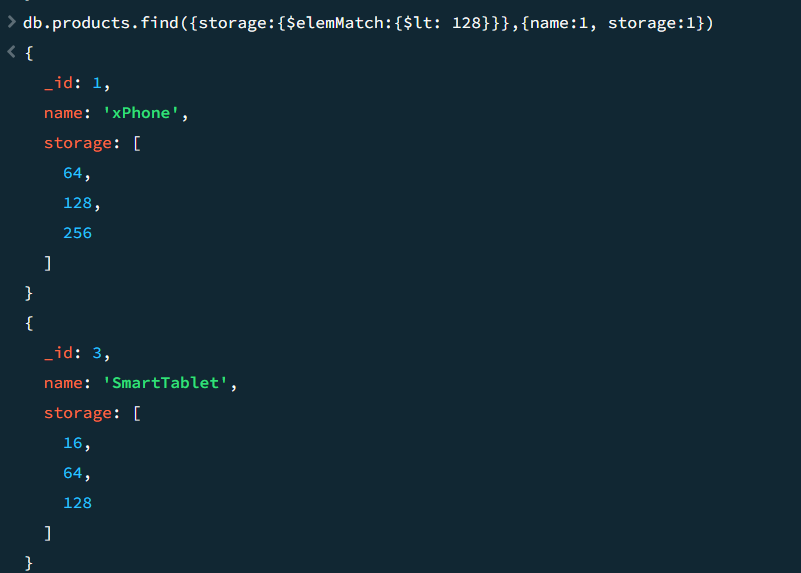 > db.products.find({storage:{$elemMatch:{$lt: 128}}},{name:1, storage:1})
< {
_id: 1,
name: 'xPhone',
storage: [
64,
128,
256
]
}
{
_id: 3,
name: 'SmartTablet',
storage: [
16,
64,
128
]
}